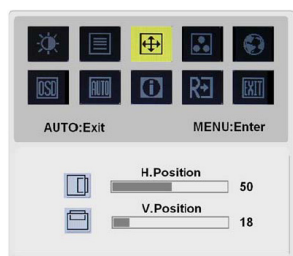 OSD AUTO i R EXIT
AUTO:Exit MENU:Enter
H.Position
50
V.Position
18